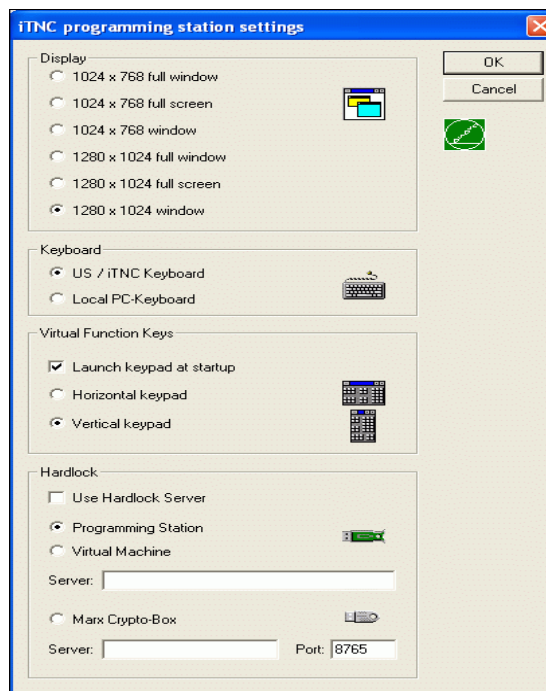 iTNC programming station settings
Display
1024 x 768 full window
1024 x 768 full screen
1024 x 768 window
1280 x 1024 full window
1280 x 1024 full screen
1280 x 1024 window
OK
Cancel
Keyboard
US / iTNC Keyboard
Local PC-Keyboard
Virtual Function Keys
Launch keypad at startup
Horizontal keypad
Vertical keypad
Hardlock
Use Hardlock Server
Programming Station
Virtual Machine
Server:
Marx Crypto-Box
Server: Port: 8765